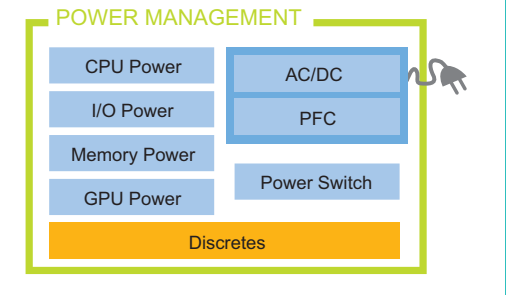 POWER MANAGEMENT
CPU Power
I/O Power
Memory Power
GPU Power
AC/DC
PFC
Power Switch
Discretes